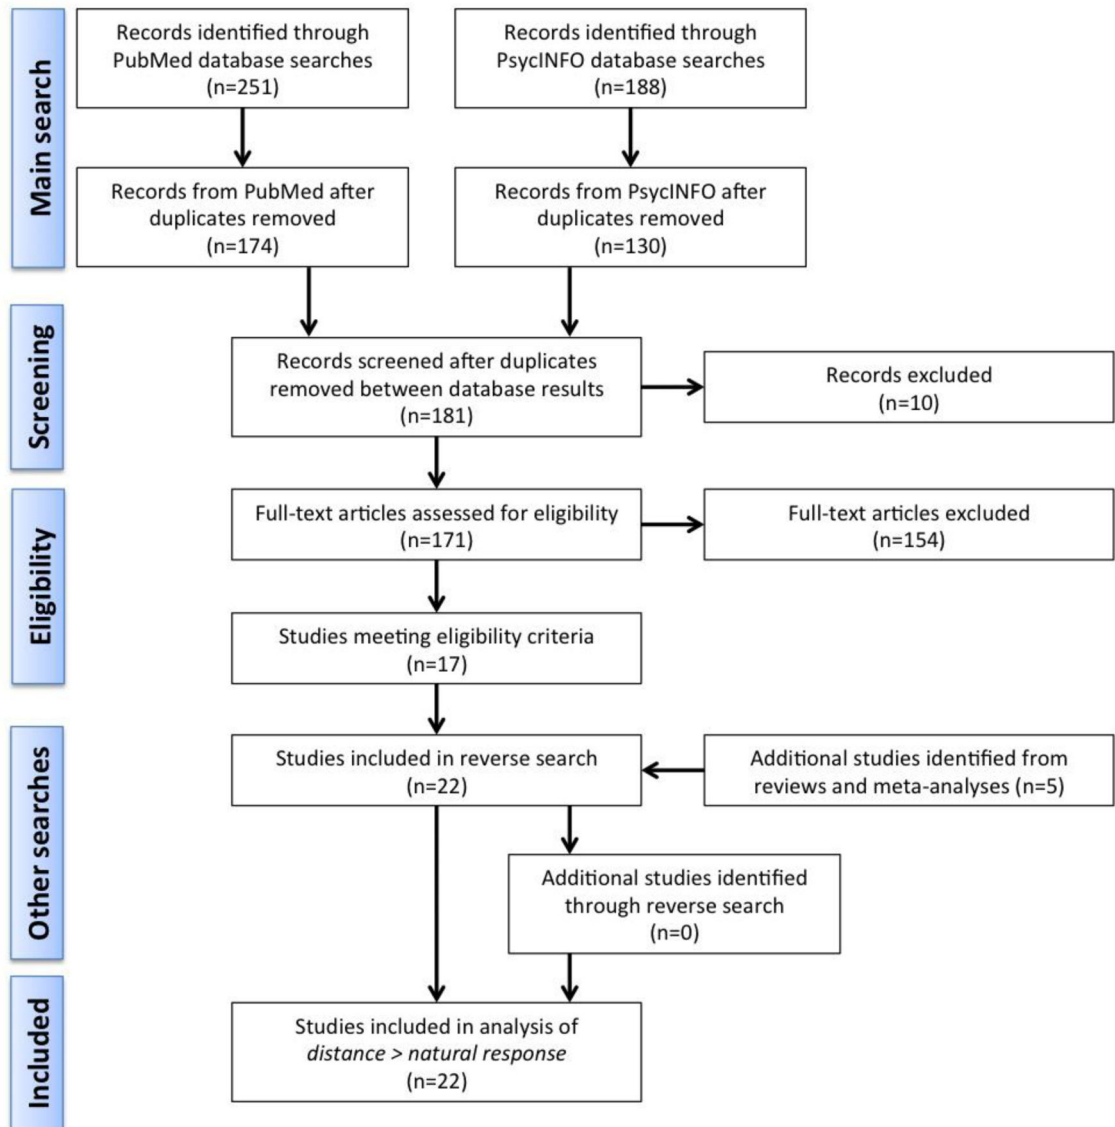 Main search
Records identified through
PubMed database searches
(n=251)
Records identified through
PsycINFO database searches
(n=188)
Records from PubMed after
duplicates removed
(n=174)
Records from PsycINFO after
duplicates removed
(n=130)
Screening
Records screened after duplicates
removed between database results
(n=181)
Records excluded
(n=10)
Eligibility
Full-text articles assessed for eligibility
(n=171)
Full-text articles excluded
(n=154)
Studies meeting eligibility criteria
(n=17)
Other searches
Studies included in reverse search
(n=22)
Additional studies identified from
reviews and meta-analyses (n=5)
Additional studies identified
through reverse search
(n=0)
Included
Studies included in analysis of
distance > natural response
(n=22)